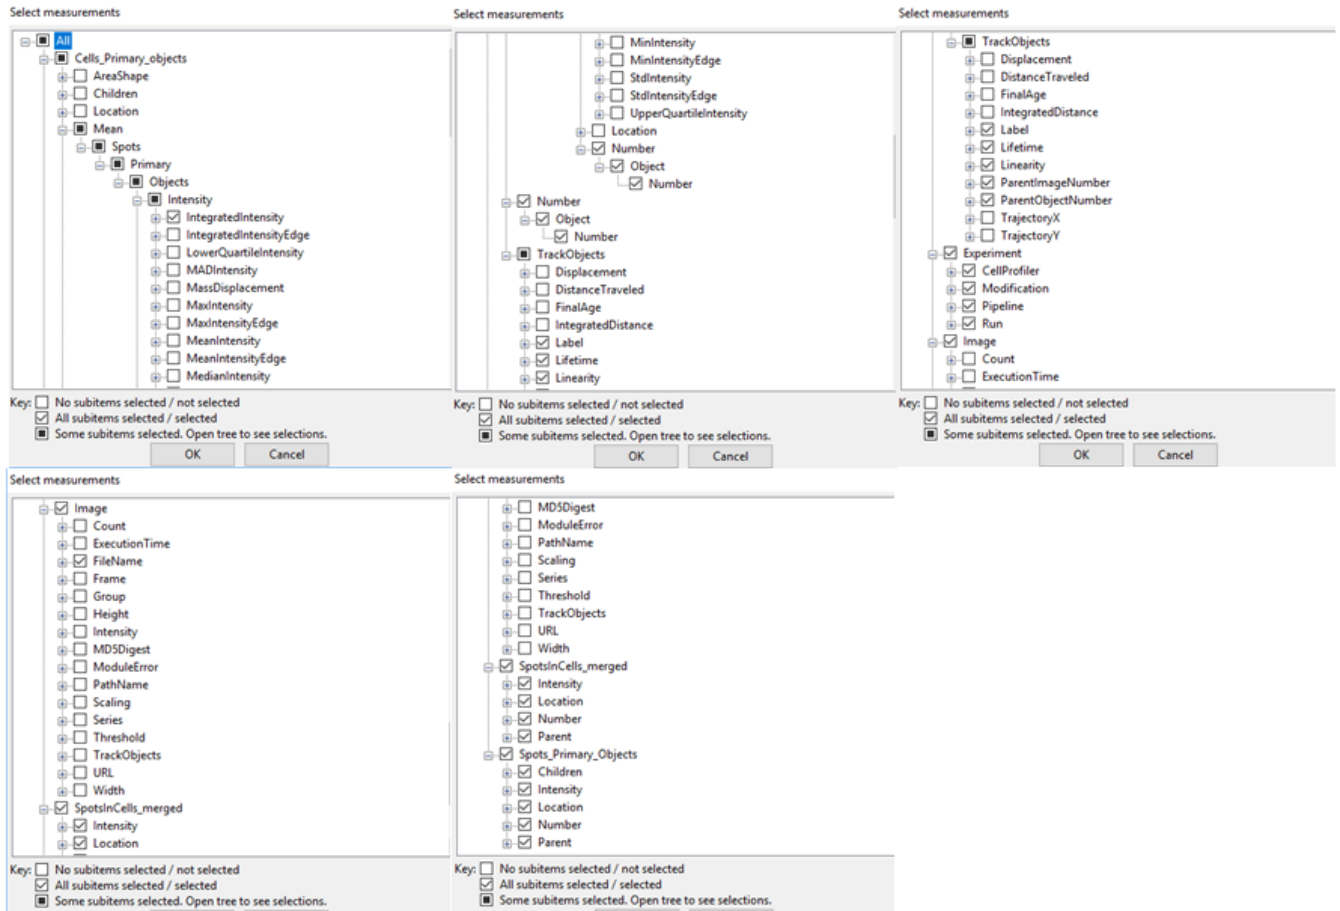 Select measurements
All
Cells_Primary_objects
AreaShape
Children
Location
Mean
Spots
Primary
Objects
Intensity
IntegratedIntensity
IntegratedIntensityEdge
LowerQuartileIntensity
MADIntensity
MassDisplacement
MaxIntensity
MaxIntensityEdge
MeanIntensity
MeanIntensityEdge
MedianIntensity
Key: No subitems selected / not selected
All subitems selected / selected
Some subitems selected. Open tree to see selections.
OK Cancel
Select measurements
MinIntensity
MinIntensityEdge
StdIntensity
StdIntensityEdge
UpperQuartileIntensity
Location
Number
Object
Number
Number
Object
Number
TrackObjects
Displacement
DistanceTraveled
FinalAge
IntegratedDistance
Label
Lifetime
Linearity
Key: No subitems selected / not selected
All subitems selected / selected
Some subitems selected. Open tree to see selections.
OK Cancel
Select measurements
TrackObjects
Displacement
DistanceTraveled
FinalAge
IntegratedDistance
Label
Lifetime
Linearity
ParentImageNumber
ParentObjectNumber
TrajectoryX
TrajectoryY
Experiment
CellProfiler
Modification
Pipeline
Run
Image
Count
ExecutionTime
Key: No subitems selected / not selected
All subitems selected / selected
Some subitems selected. Open tree to see selections.
OK Cancel
Select measurements
Image
Count
ExecutionTime
FileName
Frame
Group
Height
Intensity
MD5Digest
ModuleError
PathName
Scaling
Series
Threshold
TrackObjects
URL
Width
SpotsInCells_merged
Intensity
Location
Key: No subitems selected / not selected
All subitems selected / selected
Some subitems selected. Open tree to see selections.
Select measurements
MD5Digest
ModuleError
PathName
Scaling
Series
Threshold
TrackObjects
URL
Width
SpotsInCells_merged
Intensity
Location
Number
Parent
Spots_Primary_Objects
Children
Intensity
Location
Number
Parent
Key: No subitems selected / not selected
All subitems selected / selected
Some subitems selected. Open tree to see selections.